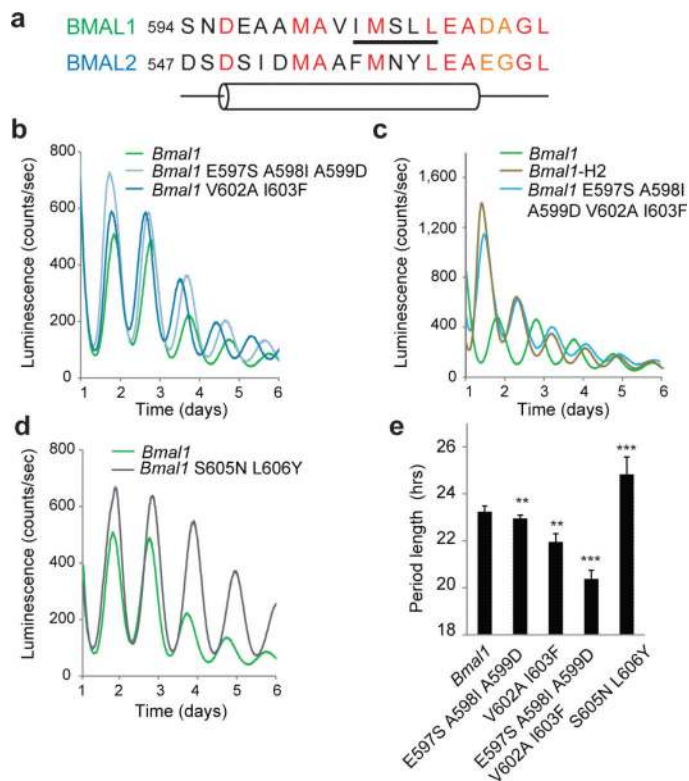 a
BMAL1 594 SNDEAAMAVIMSLLEADAGL
BMAL2 547 DSDSIDMAAFMNYLEAEGGL
b
Bmal1
Bmal1 E597S A598I A599D
Bmal1 V602A I603F
Luminescence (counts/sec)
800
600
400
200
0
1 2 3 4 5 6
Time (days)
c
Bmal1
Bmal1-H2
Bmal1 E597S A598I
A599D V602A I603F
Luminescence (counts/sec)
1,600
1,200
800
400
0
1 2 3 4 5 6
Time (days)
d
Bmal1
Bmal1 S605N L606Y
Luminescence (counts/sec)
800
600
400
200
0
1 2 3 4 5 6
Time (days)
e
Period length (hrs)
26
24
22
20
18
** ** *** ***
Bmal1
E597S A598I A599D
V602A I603F
E597S A598I A599D
V602A I603F
S605N L606Y